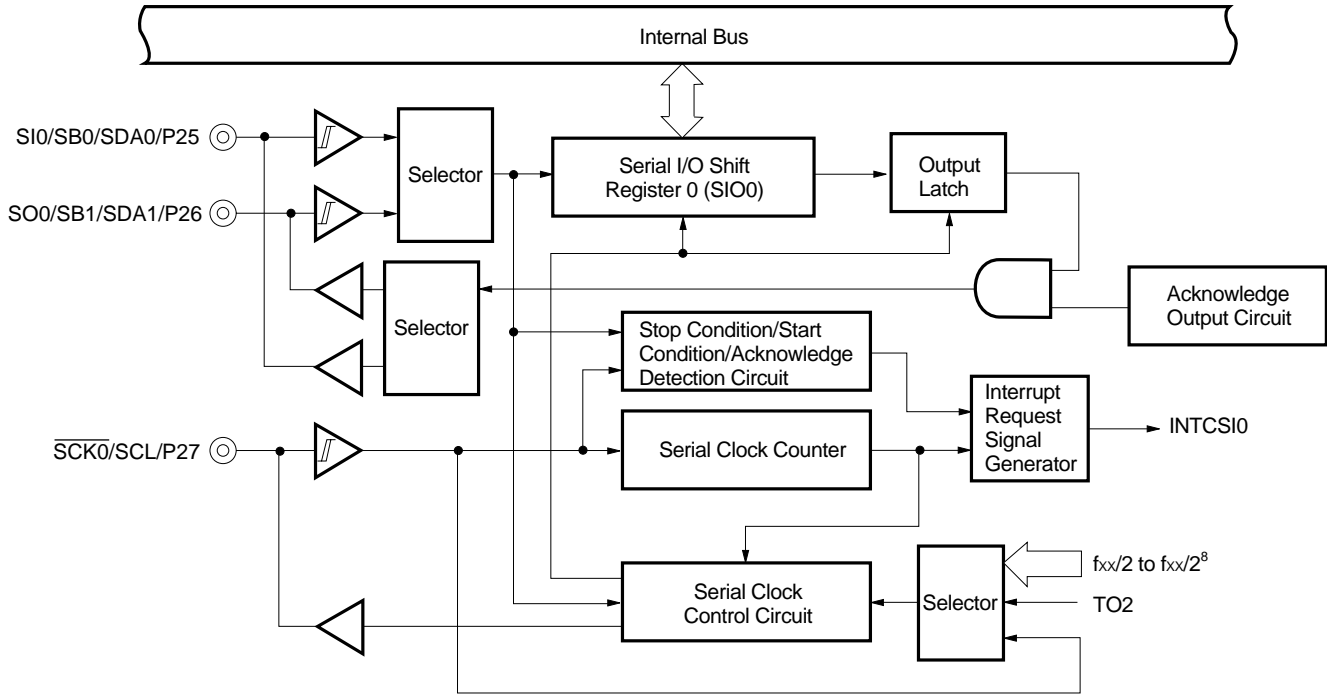 Internal Bus
SI0/SB0/SDA0/P25
Selector
Serial I/O Shift
Register 0 (SIO0)
Output
Latch
SO0/SB1/SDA1/P26
Selector
Acknowledge
Output Circuit
Stop Condition/Start
Condition/Acknowledge
Detection Circuit
Interrupt
Request
Signal
Generator
INTCSI0
SCK0/SCL/P27
Serial Clock Counter
Serial Clock
Control Circuit
Selector
fxx/2 to fxx/2⁸
TO2